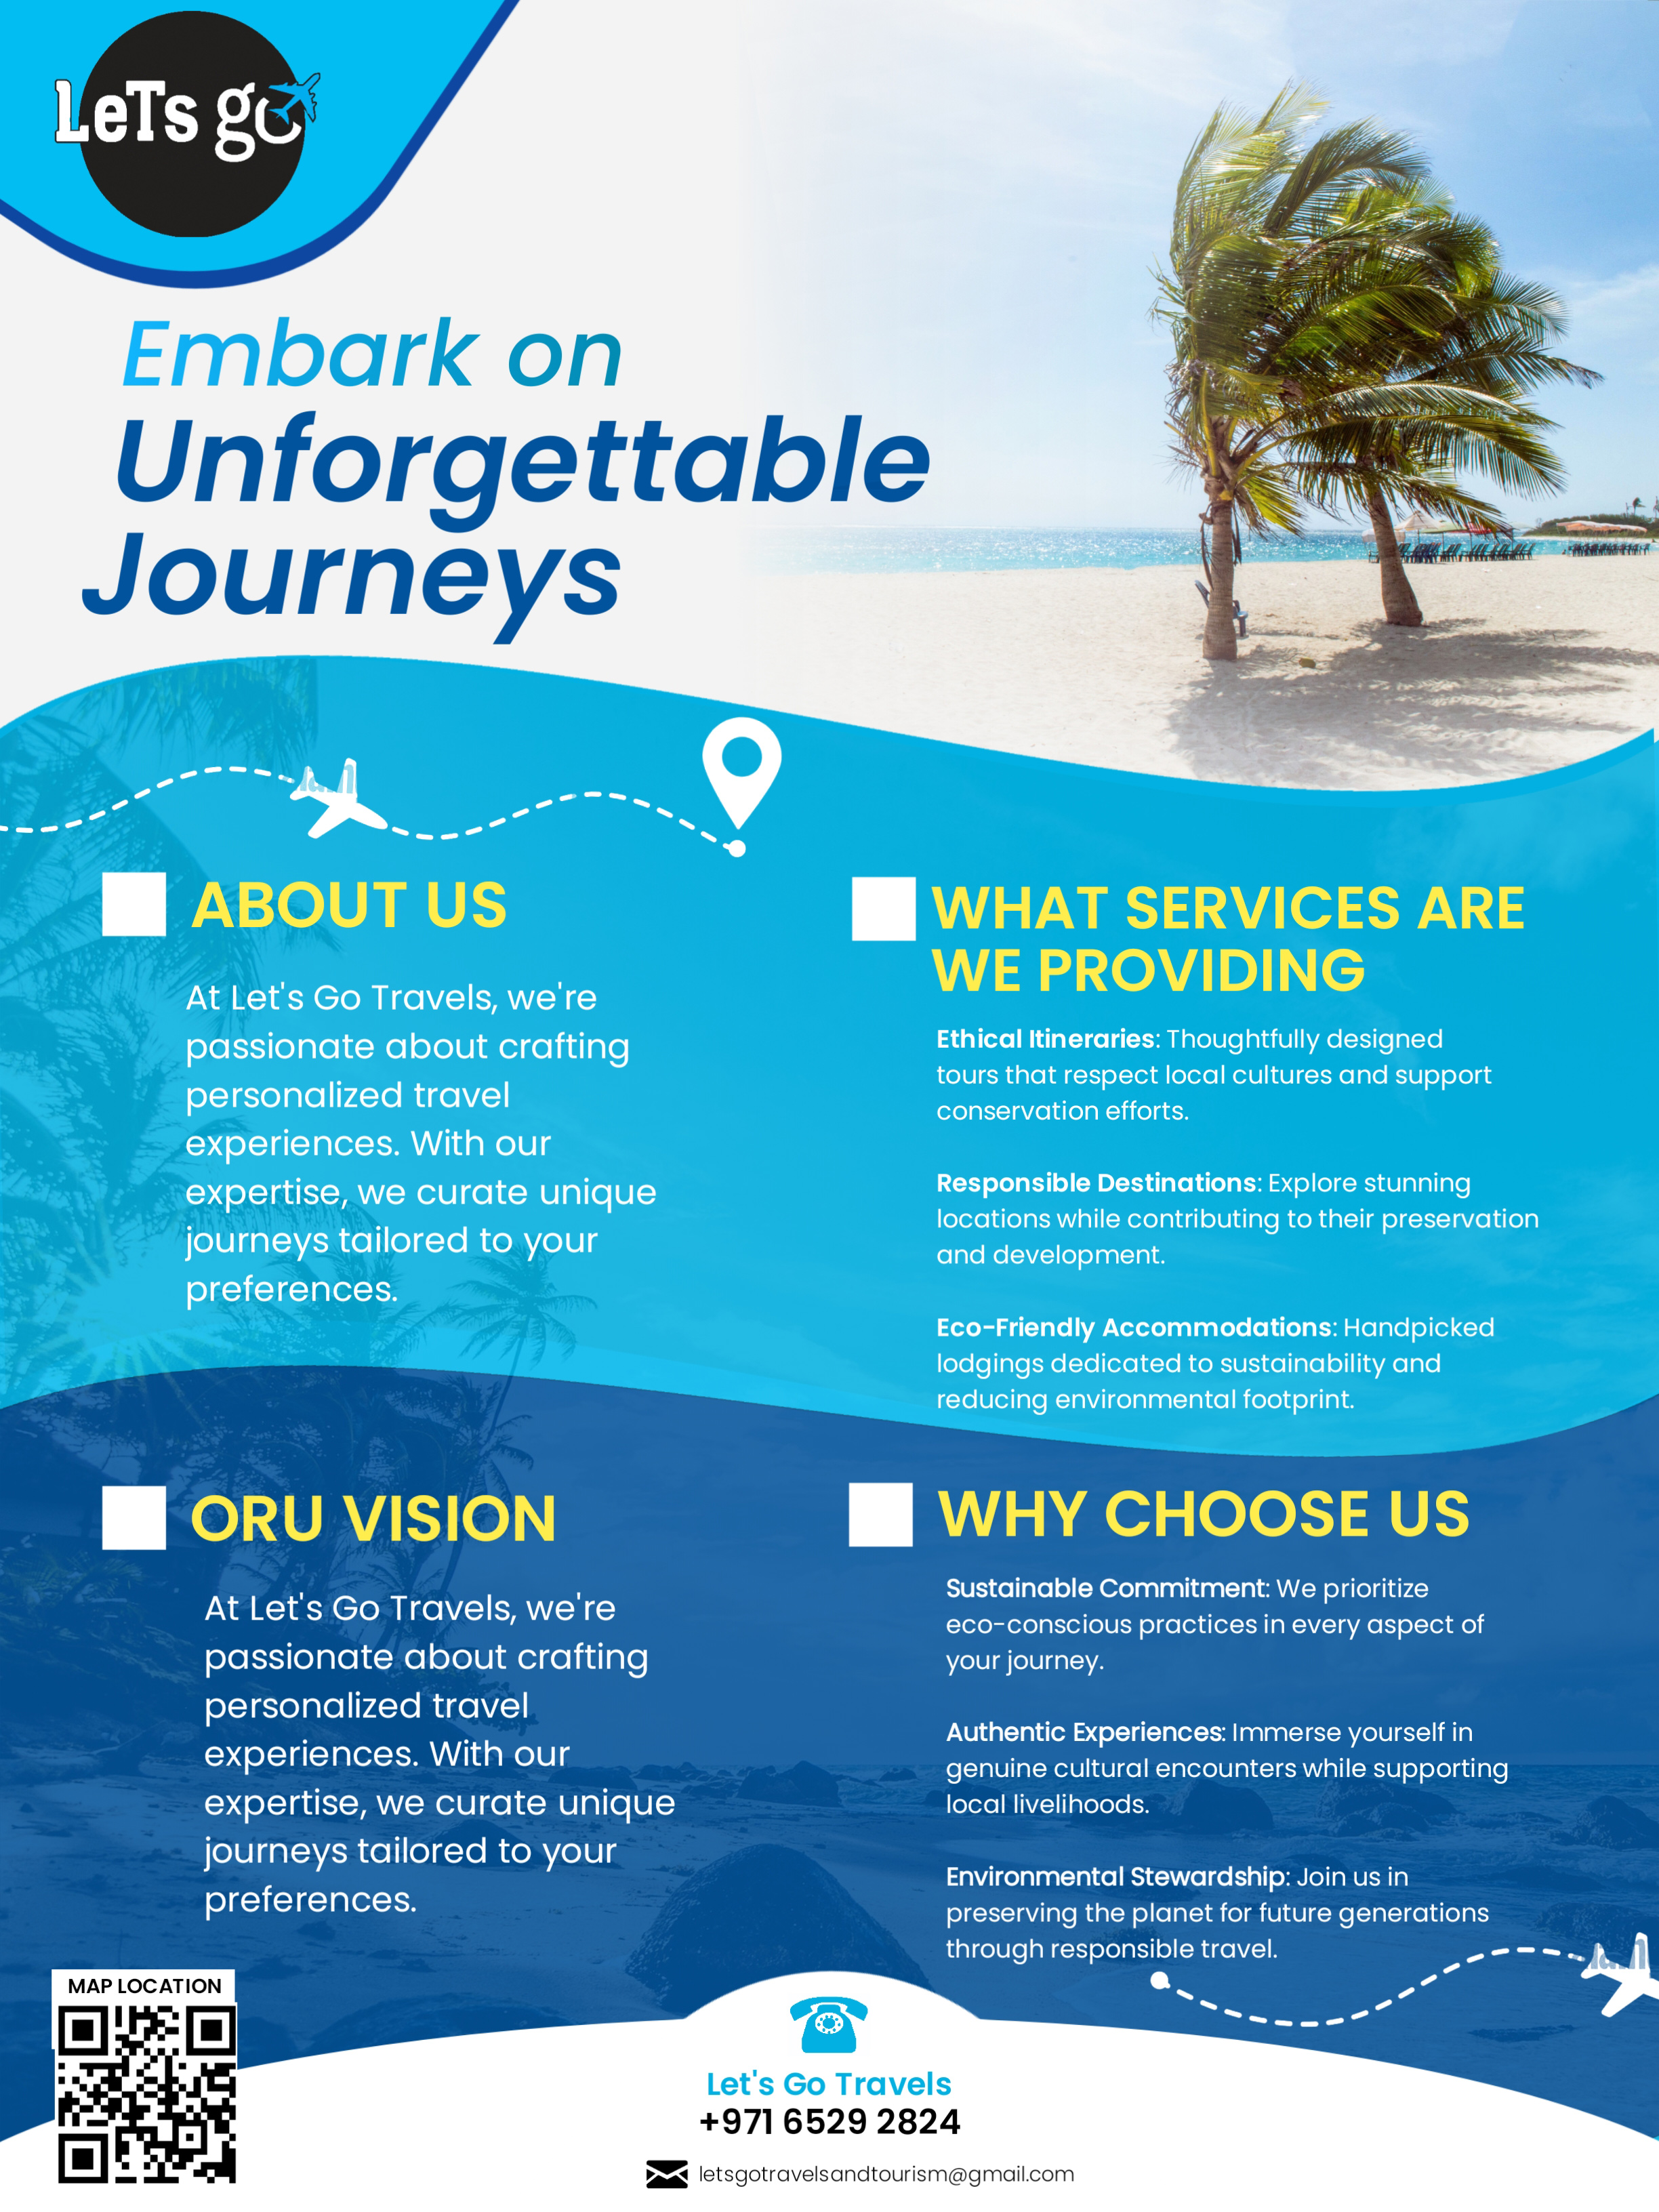 LeTs go
Embark on
Unforgettable
Journeys
ABOUT US
At Let's Go Travels, we're
passionate about crafting
personalized travel
experiences. With our
expertise, we curate unique
journeys tailored to your
preferences.
WHAT SERVICES ARE
WE PROVIDING
Ethical Itineraries: Thoughtfully designed
tours that respect local cultures and support
conservation efforts.
Responsible Destinations: Explore stunning
locations while contributing to their preservation
and development.
Eco-Friendly Accommodations: Handpicked
lodgings dedicated to sustainability and
reducing environmental footprint.
ORU VISION
At Let's Go Travels, we're
passionate about crafting
personalized travel
experiences. With our
expertise, we curate unique
journeys tailored to your
preferences.
WHY CHOOSE US
Sustainable Commitment: We prioritize
eco-conscious practices in every aspect of
your journey.
Authentic Experiences: Immerse yourself in
genuine cultural encounters while supporting
local livelihoods.
Environmental Stewardship: Join us in
preserving the planet for future generations
through responsible travel.
MAP LOCATION
Let's Go Travels
+971 6529 2824
letsgotravelsandtourism@gmail.com